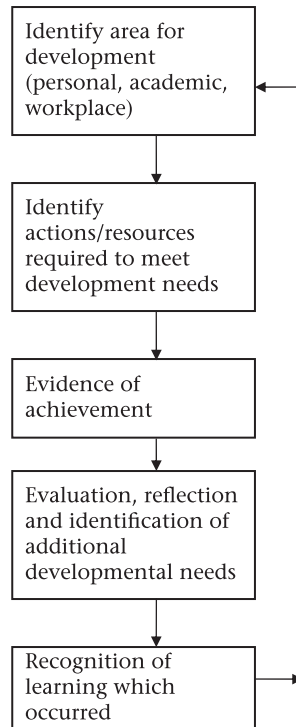 Identify area for
development
(personal, academic,
workplace)
Identify
actions/resources
required to meet
development needs
Evidence of
achievement
Evaluation, reflection
and identification of
additional
developmental needs
Recognition of
learning which
occurred